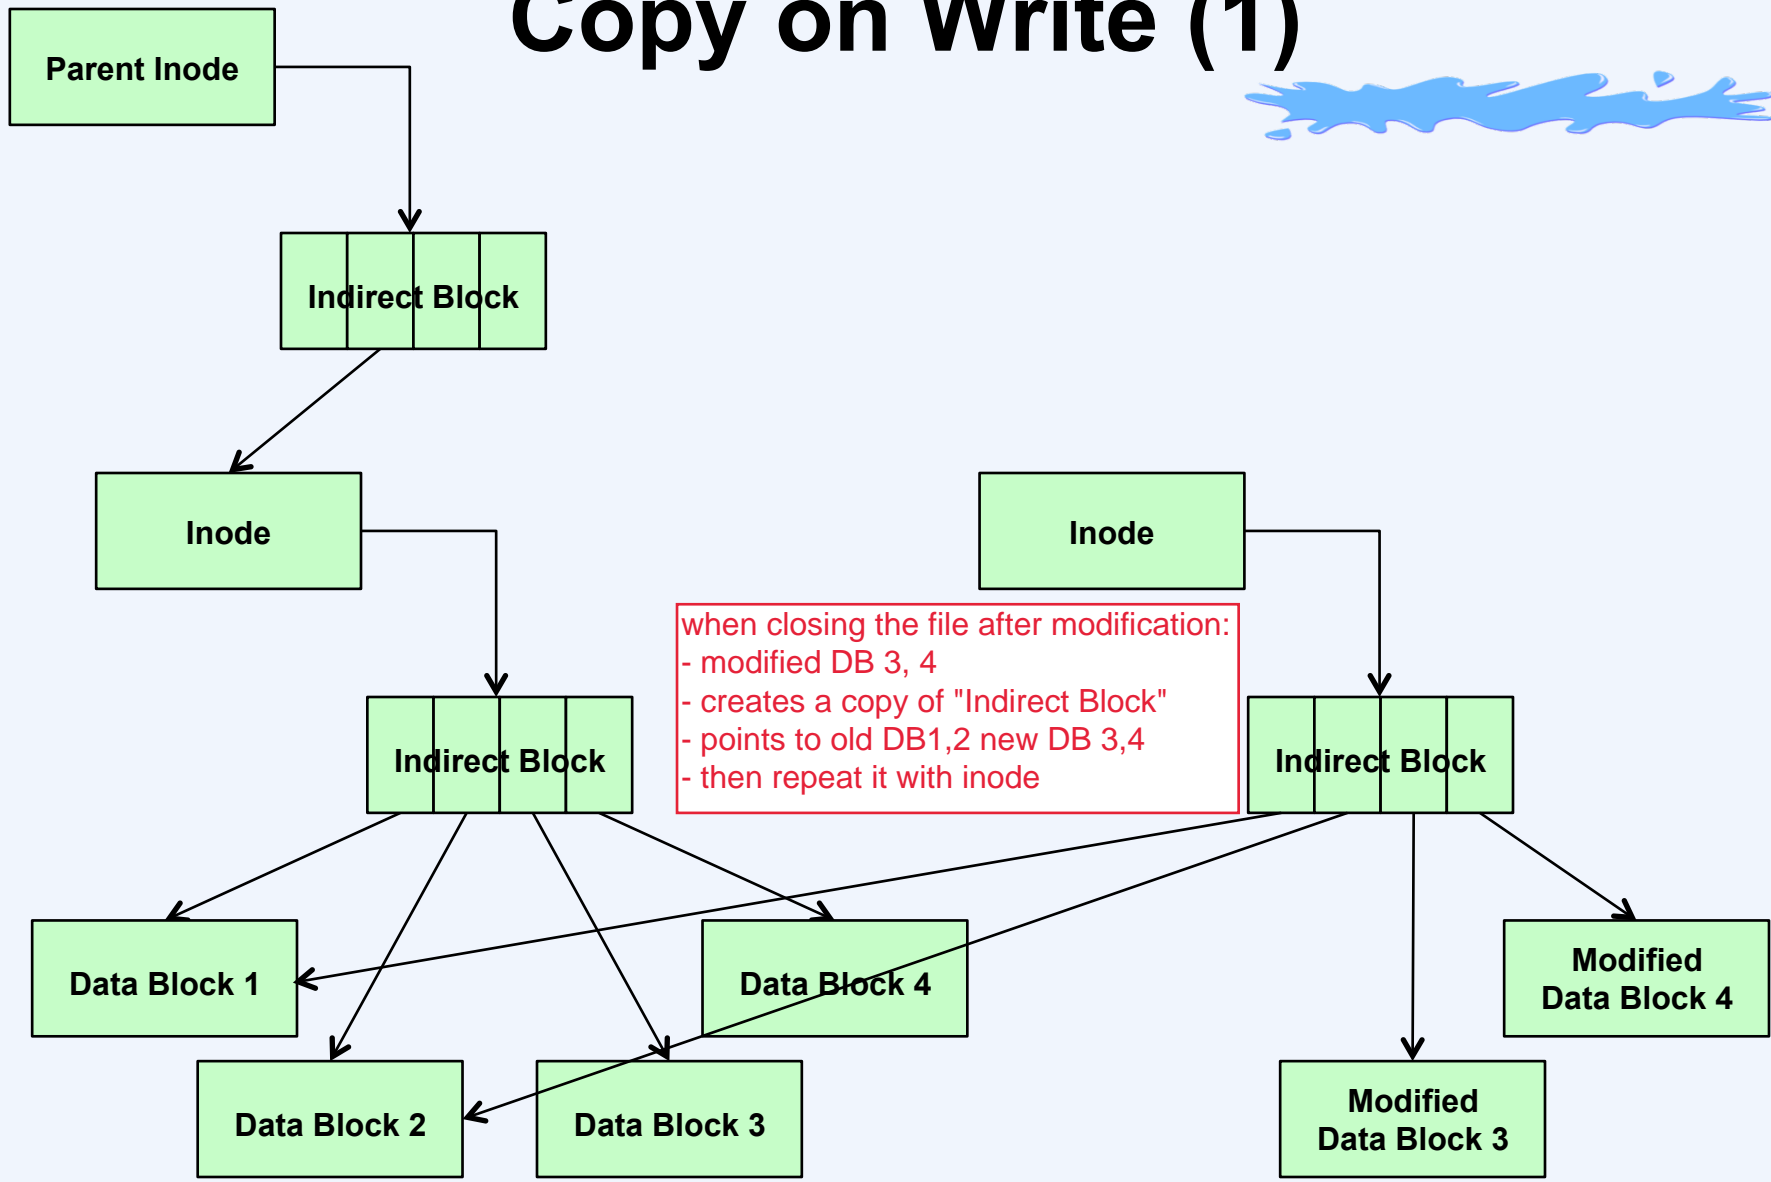 Copy on Write (1)
Parent Inode
Indirect Block
Inode
Inode
when closing the file after modification:
- modified DB 3, 4
- creates a copy of "Indirect Block"
- points to old DB1,2 new DB 3,4
- then repeat it with inode
Indirect Block
Indirect Block
Data Block 1
Data Block 4
Modified
Data Block 4
Data Block 2
Data Block 3
Modified
Data Block 3